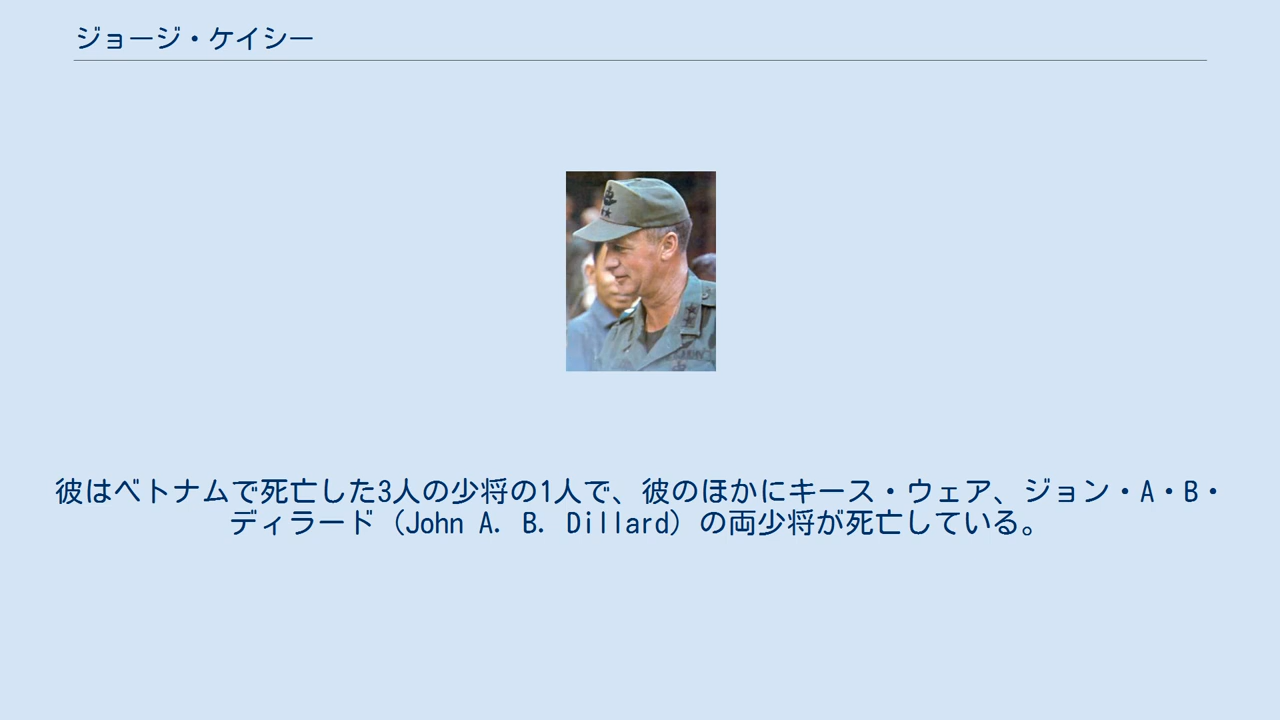 ジョージ・ケイシー
彼はベトナムで死亡した3人の少将の1人で、彼のほかにキース・ウェア、ジョン・A・B・
ディラード（John A. B. Dillard）の両少将が死亡している。